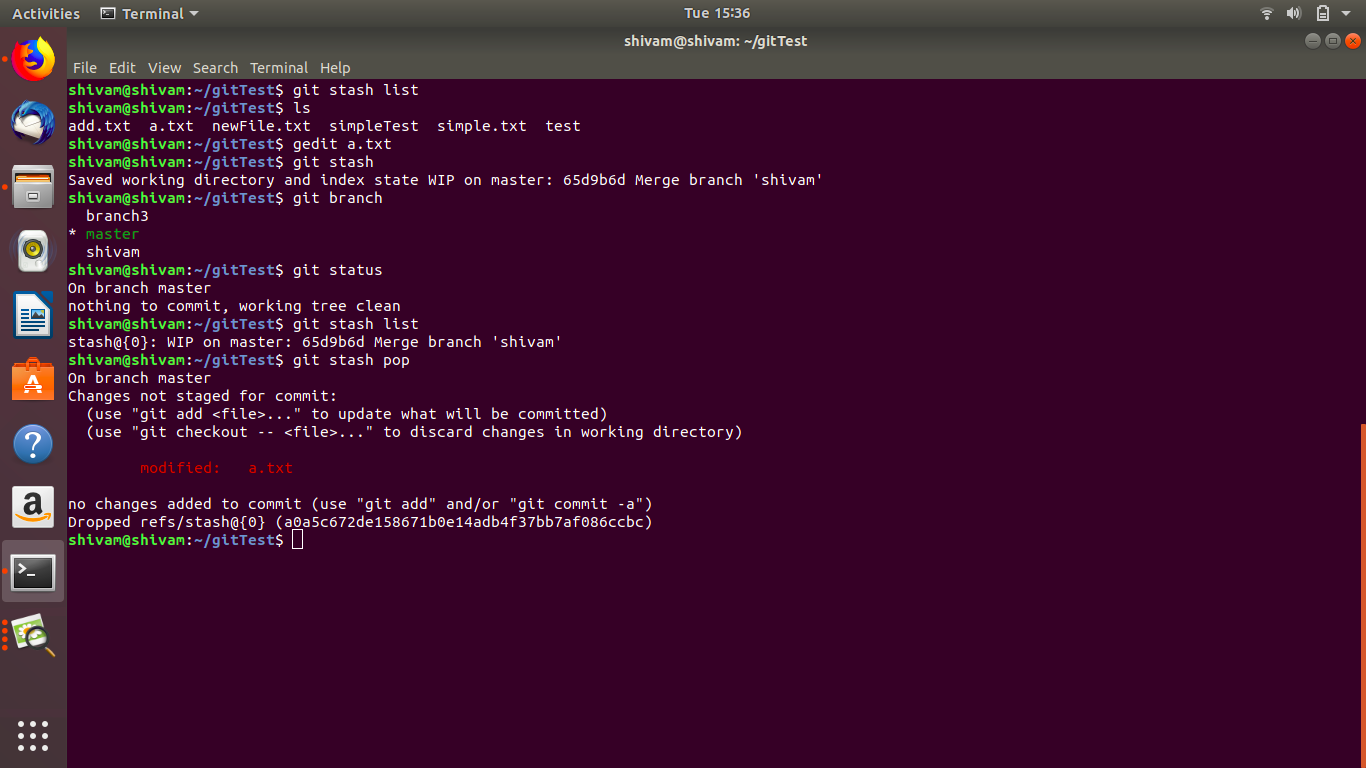 Activities Terminal Tue 15:36
shivam@shivam: ~/gitTest
File Edit View Search Terminal Help
shivam@shivam:~/gitTest$ git stash list
shivam@shivam:~/gitTest$ ls
add.txt  a.txt  newFile.txt  simpleTest  simple.txt  test
shivam@shivam:~/gitTest$ gedit a.txt
shivam@shivam:~/gitTest$ git stash
Saved working directory and index state WIP on master: 65d9b6d Merge branch 'shivam'
shivam@shivam:~/gitTest$ git branch
  branch3
* master
  shivam
shivam@shivam:~/gitTest$ git status
On branch master
nothing to commit, working tree clean
shivam@shivam:~/gitTest$ git stash list
stash@{0}: WIP on master: 65d9b6d Merge branch 'shivam'
shivam@shivam:~/gitTest$ git stash pop
On branch master
Changes not staged for commit:
  (use "git add <file>..." to update what will be committed)
  (use "git checkout -- <file>..." to discard changes in working directory)
        modified:   a.txt
no changes added to commit (use "git add" and/or "git commit -a")
Dropped refs/stash@{0} (a0a5c672de158671b0e14adb4f37bb7af086ccbc)
shivam@shivam:~/gitTest$